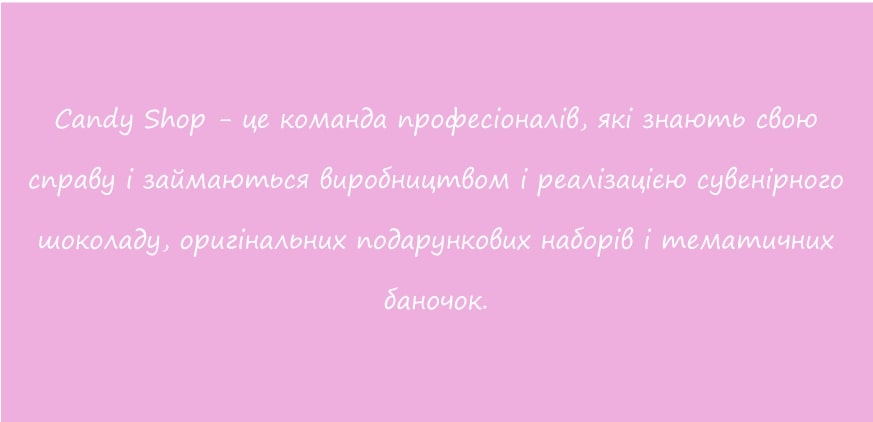 Candy Shop - це команда професіоналів, які знають свою
справу і займаються виробництвом і реалізацією сувенірного
шоколаду, оригінальних подарункових наборів і тематичних
баночок.